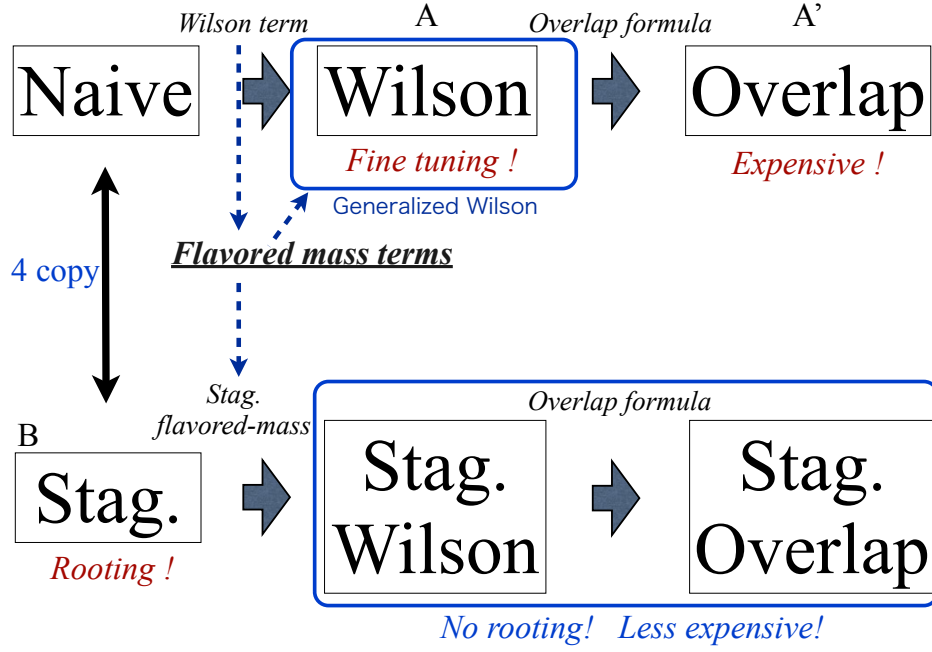 A
A’
Wilson term
Overlap formula
Naive
Wilson
Overlap
Fine tuning !
Expensive !
Generalized Wilson
Flavored mass terms
4 copy
Stag.
flavored-mass
Overlap formula
B
Stag.
Stag.
Wilson
Stag.
Overlap
Rooting !
No rooting! Less expensive!